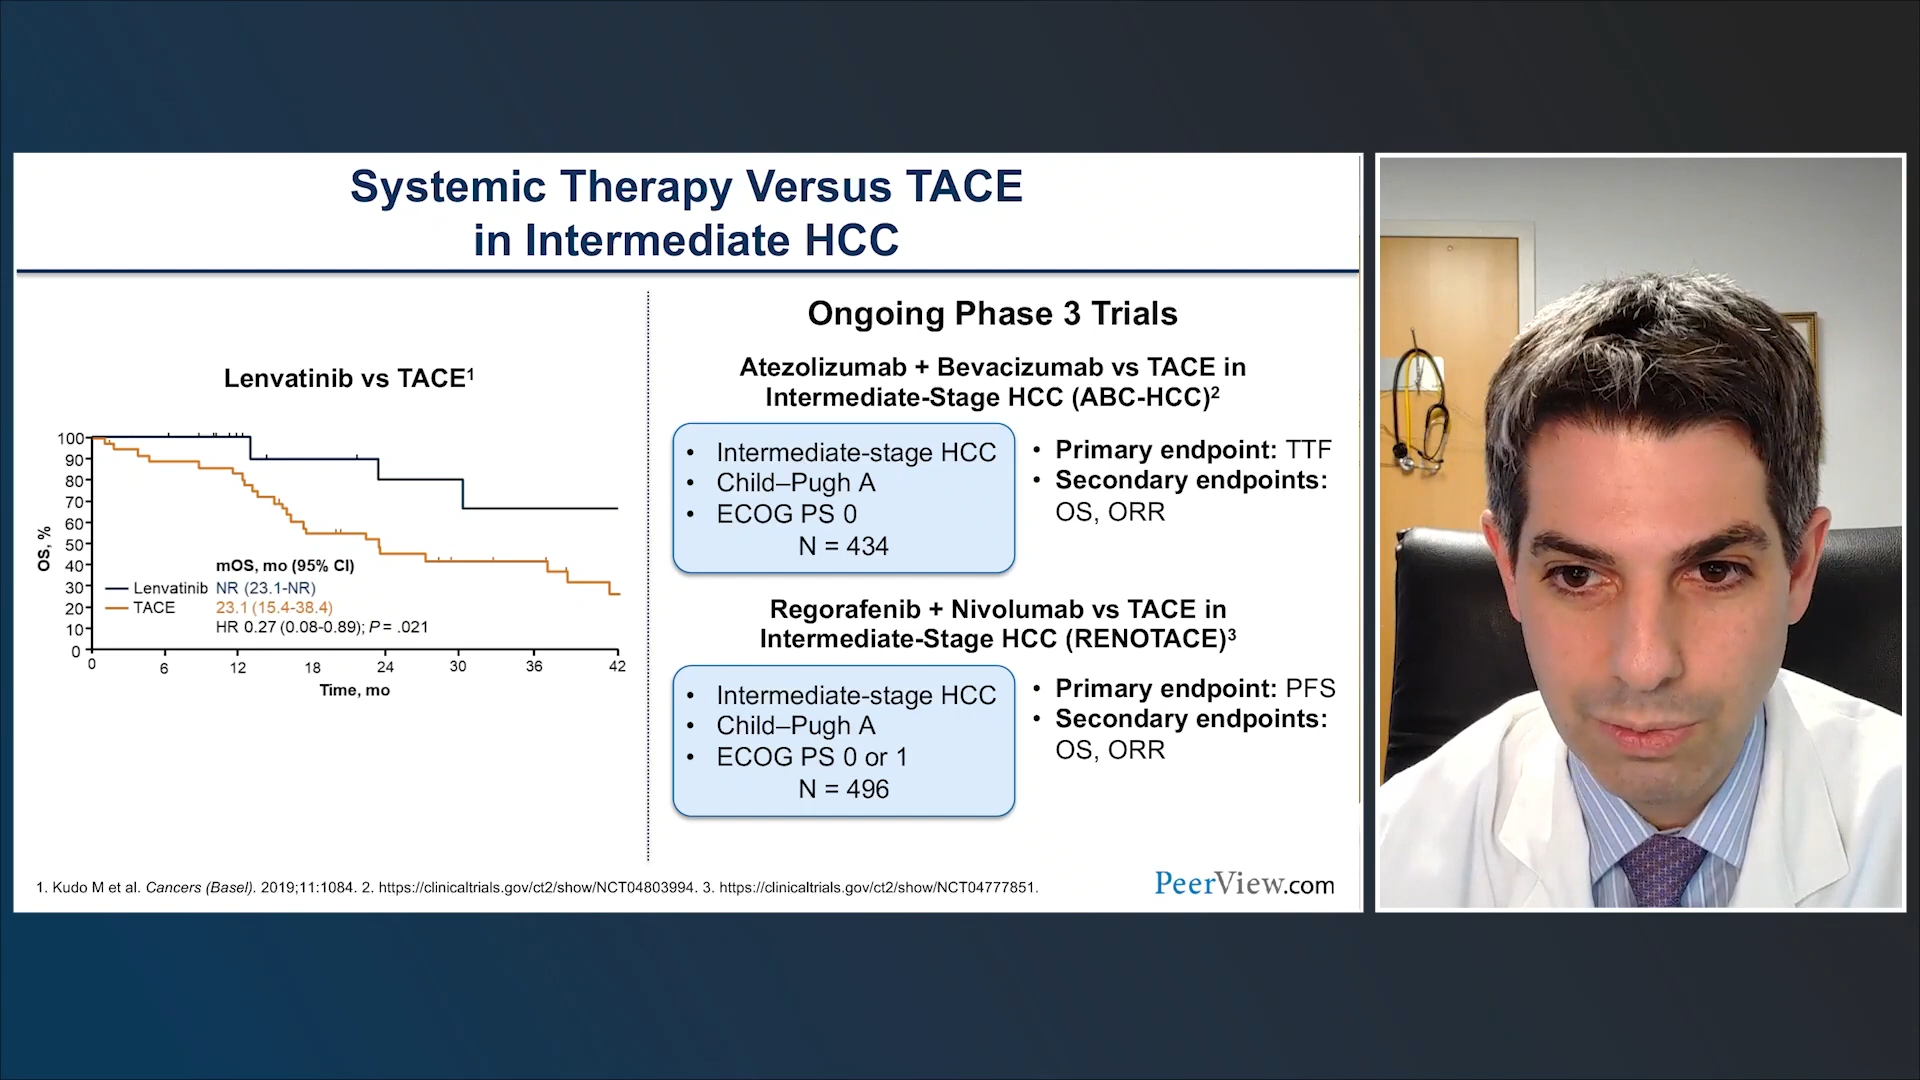 Systemic Therapy Versus TACE
in Intermediate HCC
Lenvatinib vs TACE¹
OS, %
100
90
80
70
60
50
40
30
20
10
0
mOS, mo (95% CI)
Lenvatinib NR (23.1-NR)
TACE 23.1 (15.4-38.4)
HR 0.27 (0.08-0.89); P = .021
0 6 12 18 24 30 36 42
Time, mo
Ongoing Phase 3 Trials
Atezolizumab + Bevacizumab vs TACE in
Intermediate-Stage HCC (ABC-HCC)²
• Intermediate-stage HCC
• Child–Pugh A
• ECOG PS 0
N = 434
• Primary endpoint: TTF
• Secondary endpoints:
OS, ORR
Regorafenib + Nivolumab vs TACE in
Intermediate-Stage HCC (RENOTACE)³
• Intermediate-stage HCC
• Child–Pugh A
• ECOG PS 0 or 1
N = 496
• Primary endpoint: PFS
• Secondary endpoints:
OS, ORR
1. Kudo M et al. Cancers (Basel). 2019;11:1084. 2. https://clinicaltrials.gov/ct2/show/NCT04803994. 3. https://clinicaltrials.gov/ct2/show/NCT04777851.
PeerView.com